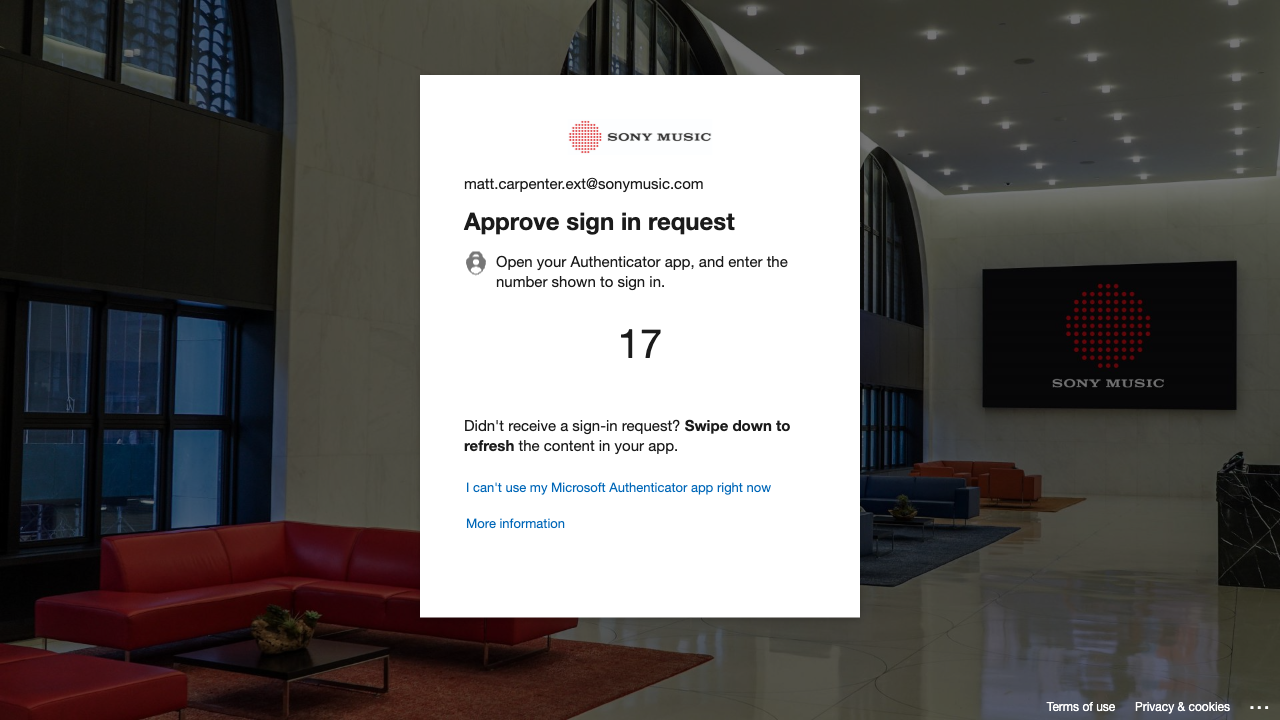 SONY MUSIC
matt.carpenter.ext@sonymusic.com
Approve sign in request
Open your Authenticator app, and enter the
number shown to sign in.
17
Didn't receive a sign-in request? Swipe down to
refresh the content in your app.
I can't use my Microsoft Authenticator app right now
More information
SONY MUSIC
Terms of use
Privacy & cookies